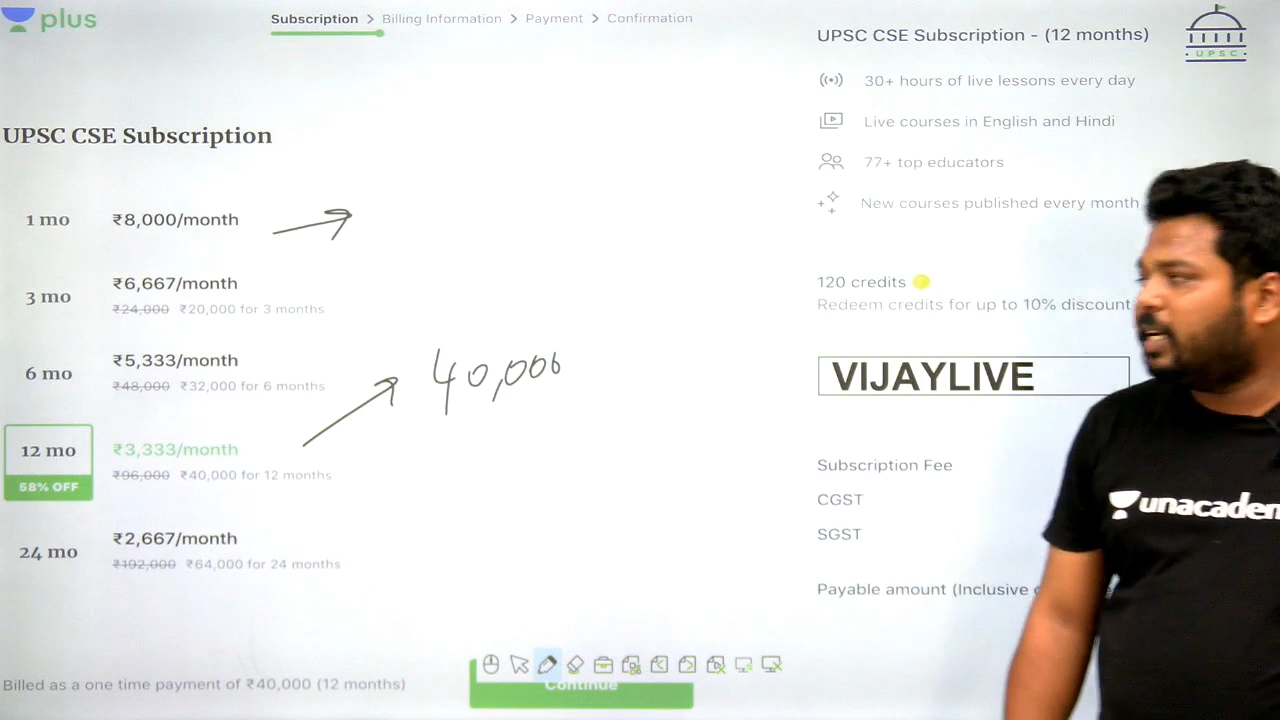 plus
Subscription > Billing Information > Payment > Confirmation
UPSC CSE Subscription
1 mo ₹8,000/month
3 mo ₹6,667/month
₹24,000 ₹20,000 for 3 months
6 mo ₹5,333/month
₹48,000 ₹32,000 for 6 months
40,000
12 mo ₹3,333/month
58% OFF ₹96,000 ₹40,000 for 12 months
24 mo ₹2,667/month
₹192,000 ₹64,000 for 24 months
Billed as a one time payment of ₹40,000 (12 months)
Continue
UPSC CSE Subscription - (12 months)
UPSC
30+ hours of live lessons every day
Live courses in English and Hindi
77+ top educators
New courses published every month
120 credits
Redeem credits for up to 10% discount
VIJAYLIVE
Subscription Fee
CGST
SGST
Payable amount (Inclusive
unacadem